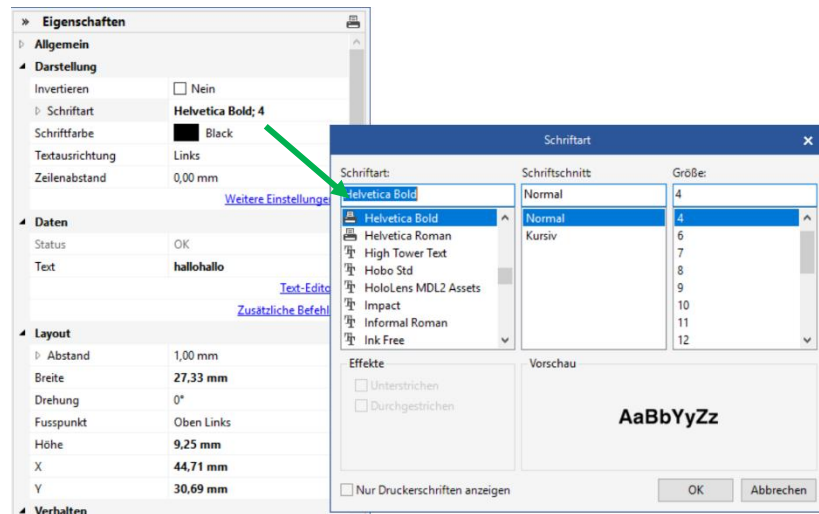 Eigenschaften
Allgemein
Darstellung
Invertieren Nein
Schriftart Helvetica Bold; 4
Schriftfarbe Black
Textausrichtung Links
Zeilenabstand 0,00 mm
Weitere Einstellunge
Daten
Status OK
Text hallohallo
Text-Edito
Zusätzliche Befehl
Layout
Abstand 1,00 mm
Breite 27,33 mm
Drehung 0°
Fusspunkt Oben Links
Höhe 9,25 mm
X 44,71 mm
Y 30,69 mm
Verhalten
Schriftart
Schriftart: Schriftschnitt: Größe:
Helvetica Bold Normal 4
Helvetica Bold Normal 4
Helvetica Roman Kursiv 6
High Tower Text 7
Hobo Std 8
HoloLens MDL2 Assets 9
Impact 10
Informal Roman 11
Ink Free 12
Effekte Vorschau
Unterstrichen
Durchgestrichen
AaBbYyZz
Nur Druckerschriften anzeigen OK Abbrechen